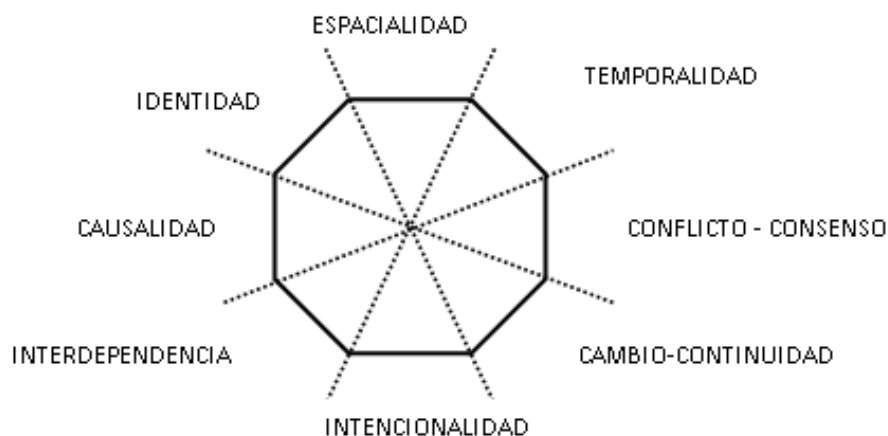 ESPACIALIDAD
TEMPORALIDAD
IDENTIDAD
CAUSALIDAD
CONFLICTO - CONSENSO
INTERDEPENDENCIA
CAMBIO-CONTINUIDAD
INTENCIONALIDAD